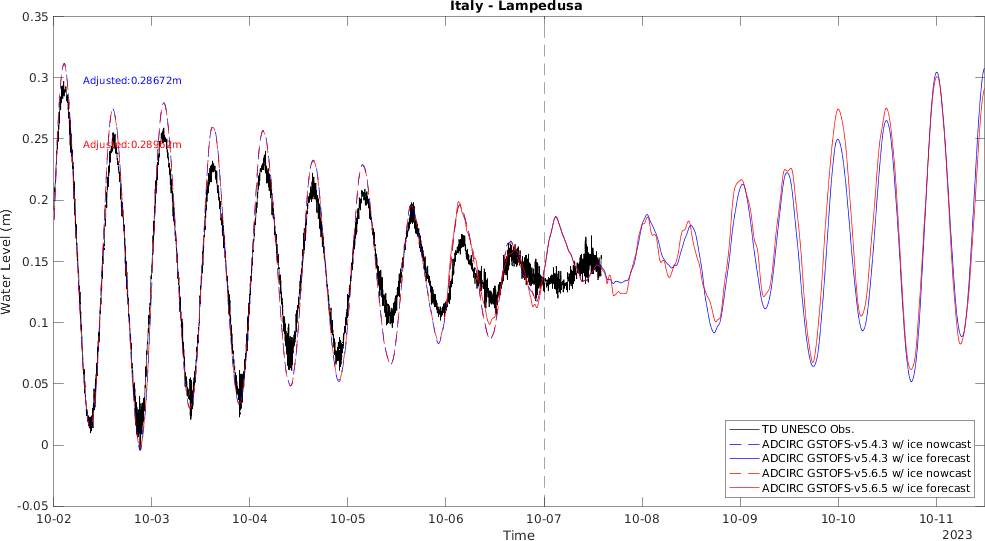 Italy - Lampedusa
0.35
0.3
0.25
0.2
0.15
0.1
0.05
0
-0.05
Water Level (m)
Adjusted:0.28672m
10-02
10-03
10-04
10-05
10-06
10-07
10-08
10-09
10-10
10-11
Time
2023
TD UNESCO Obs.
ADCIRC GSTOFS-v5.4.3 w/ ice nowcast
ADCIRC GSTOFS-v5.4.3 w/ ice forecast
ADCIRC GSTOFS-v5.6.5 w/ ice nowcast
ADCIRC GSTOFS-v5.6.5 w/ ice forecast